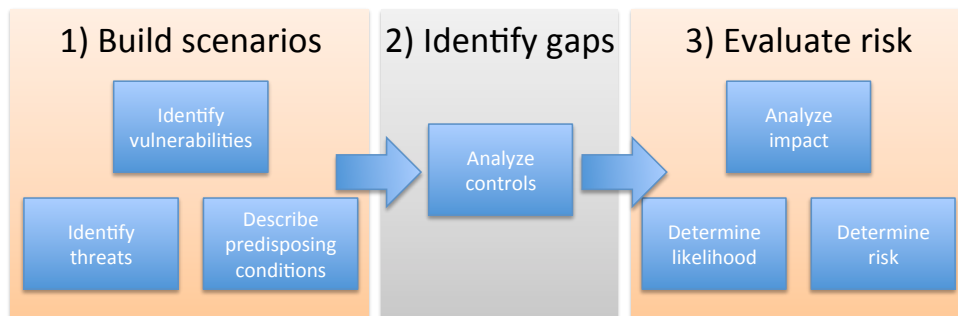 1) Build scenarios
Identify
vulnerabilities
Identify
threats
Describe
predisposing
conditions
2) Identify gaps
Analyze
controls
3) Evaluate risk
Analyze
impact
Determine
likelihood
Determine
risk